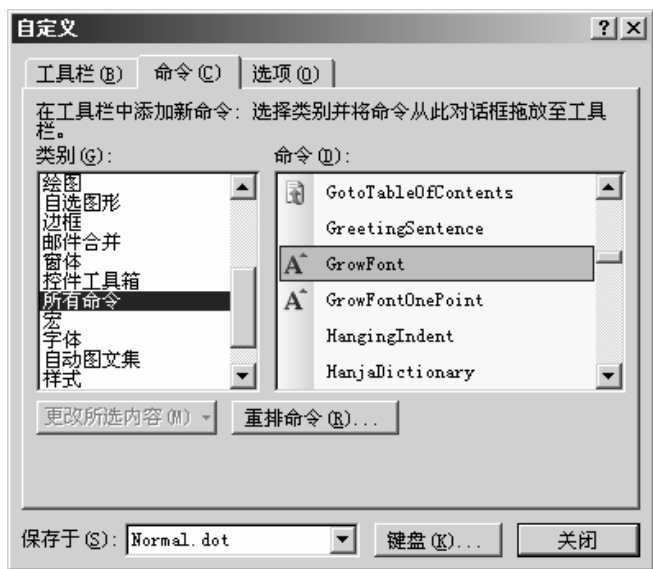 自定义
工具栏(B) 命令(C) 选项(O)
在工具栏中添加新命令: 选择类别并将命令从此对话框拖放至工具
栏。
类别(G): 命令(D):
绘图
自选图形
边框
邮件合并
窗体
控件工具箱
所有命令
宏
字体
自动图文集
样式
GotoTableOfContents
GreetingSentence
GrowFont
GrowFontOnePoint
HangingIndent
HanjaDictionary
更改所选内容(M) 重排命令(R)...
保存于(S): Normal.dot 键盘(K)... 关闭